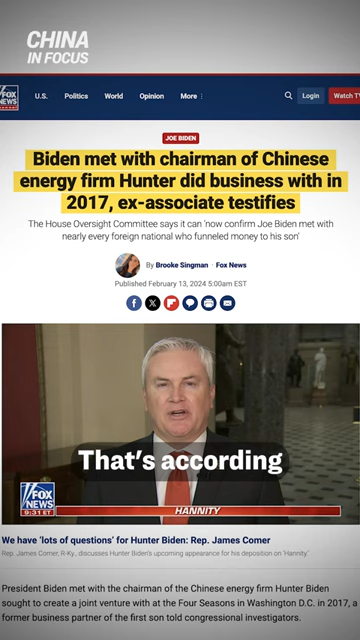 CHINA
IN FOCUS
FOX
NEWS
U.S. Politics World Opinion More Login Watch TV
JOE BIDEN
Biden met with chairman of Chinese
energy firm Hunter did business with in
2017, ex-associate testifies
The House Oversight Committee says it can 'now confirm Joe Biden met with
nearly every foreign national who funneled money to his son'
By Brooke Singman · Fox News
Published February 13, 2024 5:00am EST
That's according
FOX
NEWS
9:31 ET
HANNITY
We have 'lots of questions' for Hunter Biden: Rep. James Comer
Rep. James Comer, R-Ky., discusses Hunter Biden's upcoming appearance for his deposition on 'Hannity.'
President Biden met with the chairman of the Chinese energy firm Hunter Biden
sought to create a joint venture with at the Four Seasons in Washington D.C. in 2017, a
former business partner of the first son told congressional investigators.